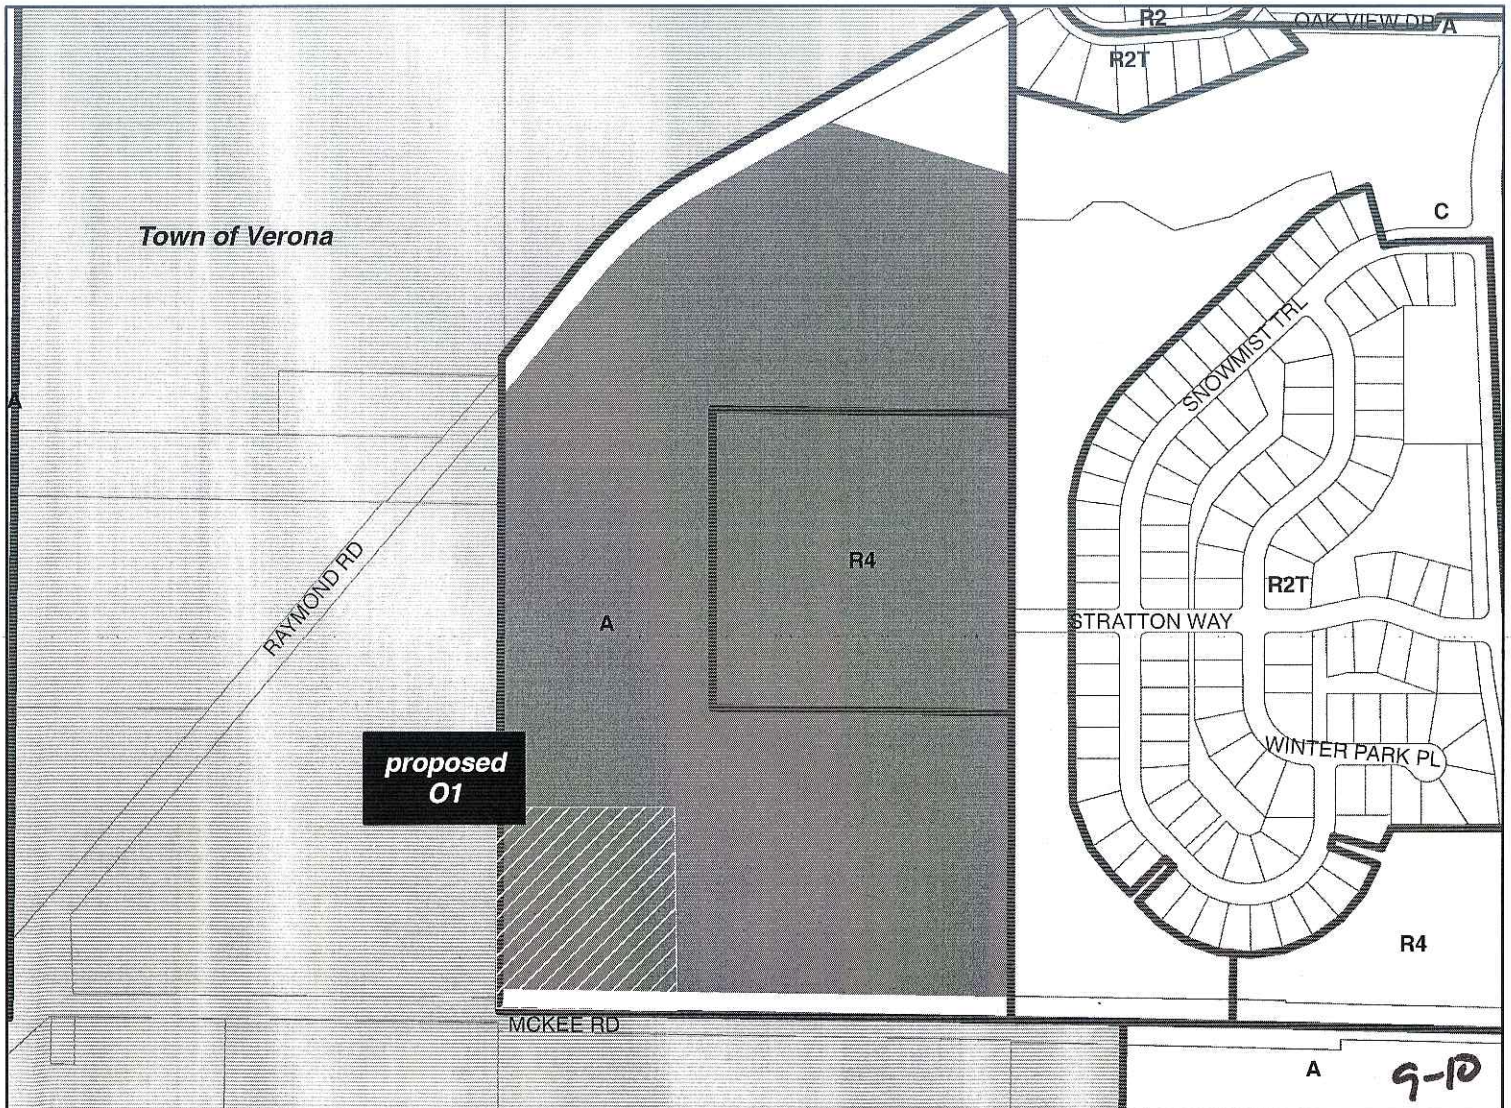 R2
OAK VIEW DR
A
R2T
C
Town of Verona
SNOWMIST TRL
A
R4
RAYMOND RD
R2T
A
STRATTON WAY
proposed
O1
WINTER PARK PL
R4
MCKEE RD
A
9-10